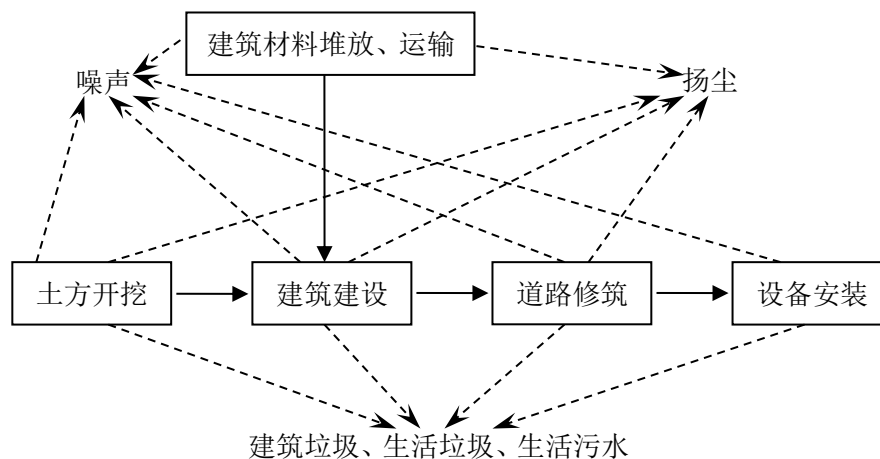 建筑材料堆放、运输
噪声
扬尘
土方开挖
建筑建设
道路修筑
设备安装
建筑垃圾、生活垃圾、生活污水